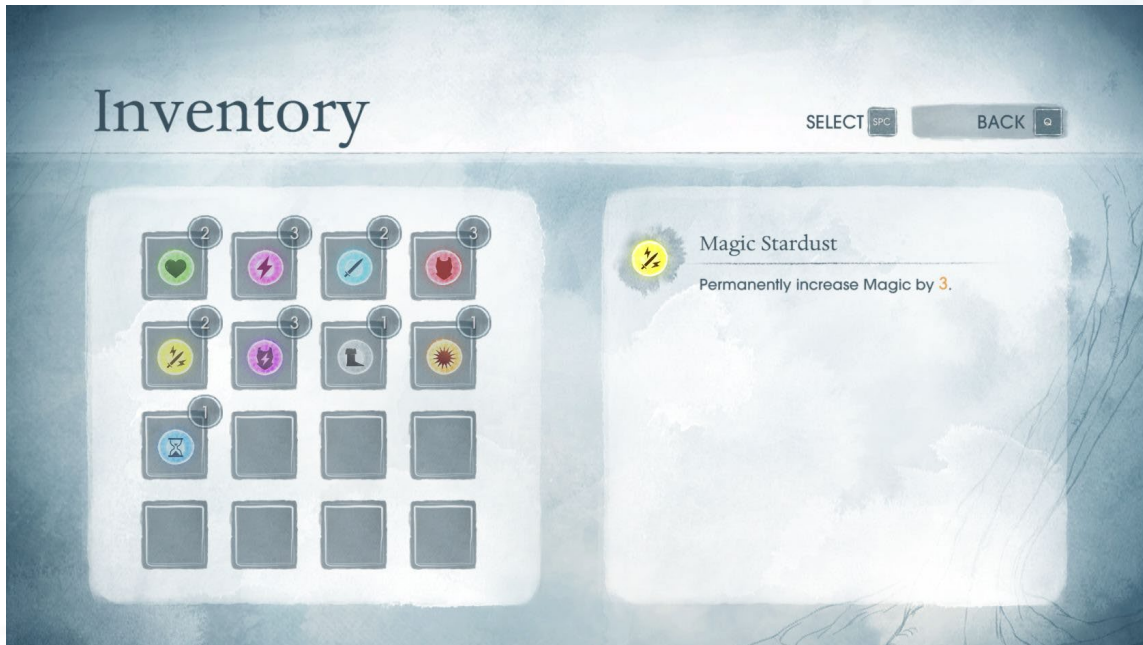 Inventory
SELECT SPC BACK Q
2 3 2 3
Magic Stardust
Permanently increase Magic by 3.
2 3 1 1
1